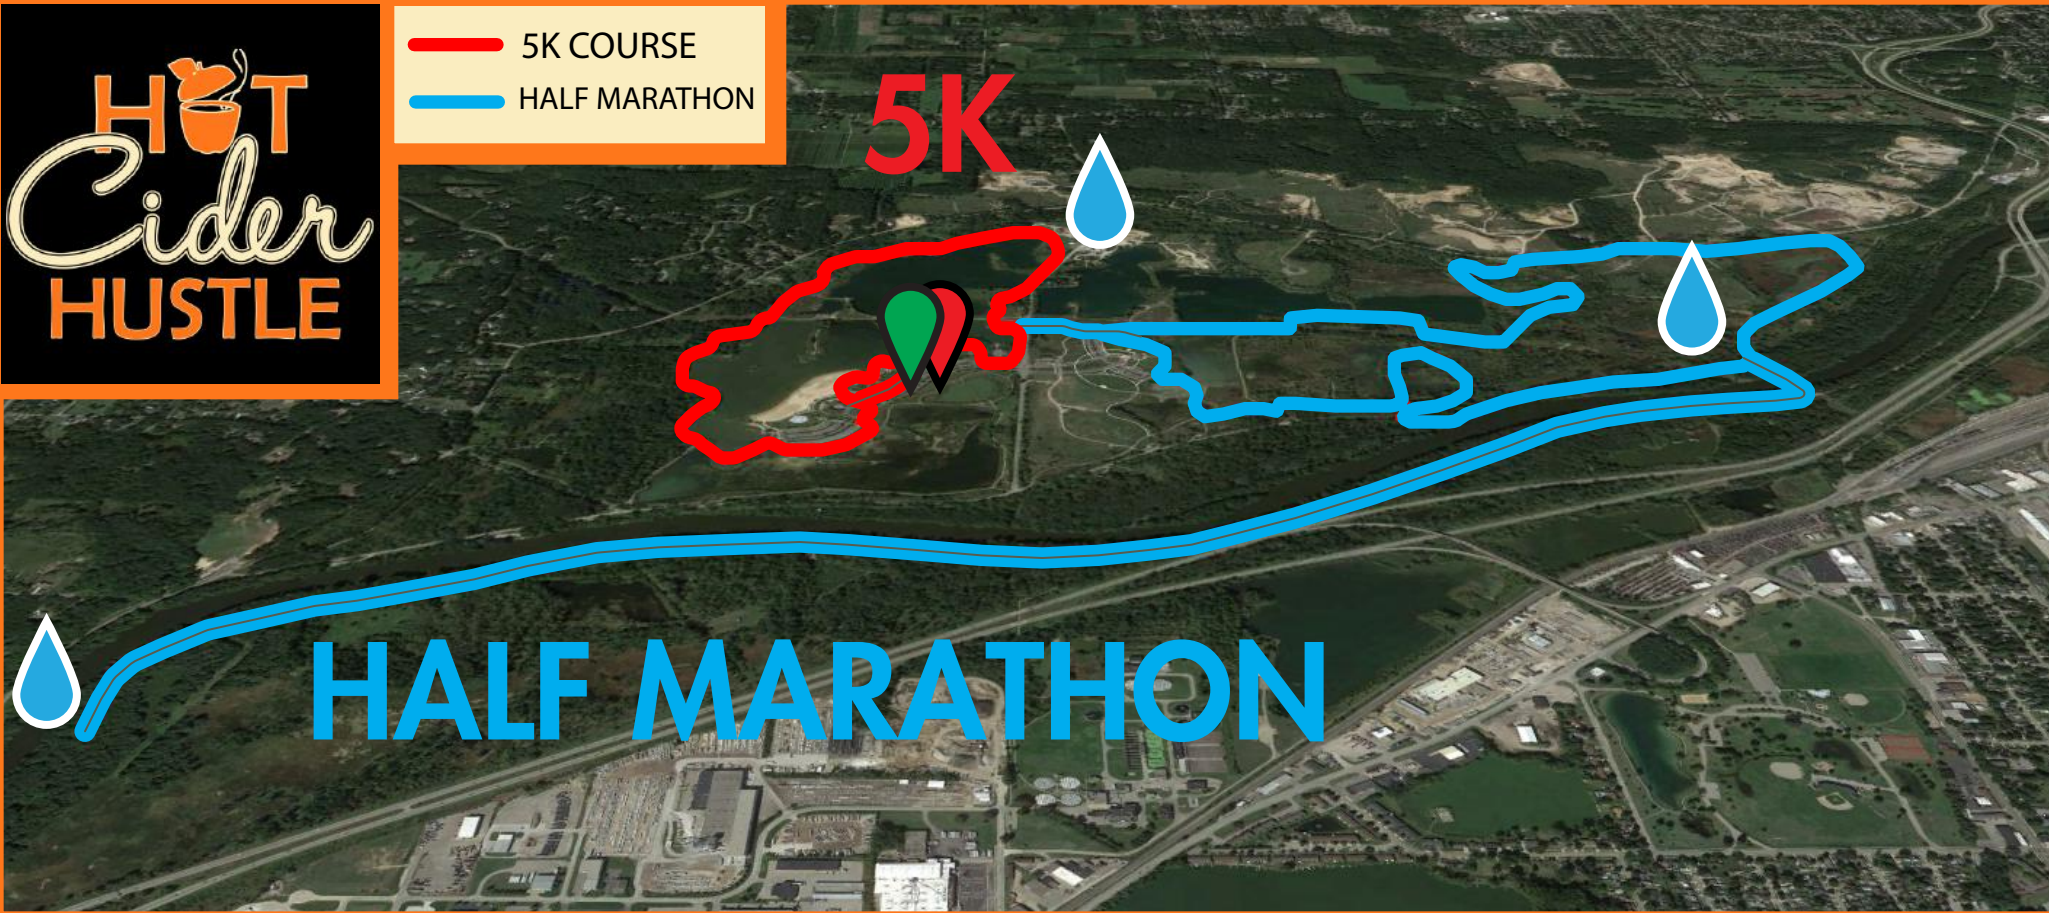 HOT
Cider
HUSTLE
5K COURSE
HALF MARATHON
5K
HALF MARATHON